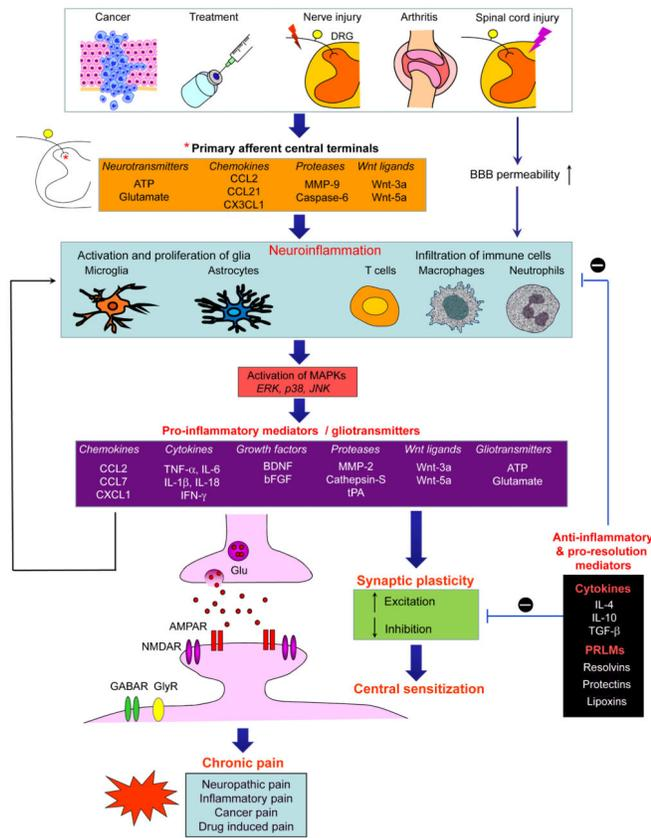 Cancer
Treatment
Nerve injury
Arthritis
Spinal cord injury
DRG
* Primary afferent central terminals
*
Neurotransmitters
ATP
Glutamate
Chemokines
CCL2
CCL21
CX3CL1
Proteases
MMP-9
Caspase-6
Wnt ligands
Wnt-3a
Wnt-5a
BBB permeability ↑
Neuroinflammation
Activation and proliferation of glia
Infiltration of immune cells
Microglia
Astrocytes
T cells
Macrophages
Neutrophils
Activation of MAPKs
ERK, p38, JNK
Pro-inflammatory mediators / gliotransmitters
Chemokines
CCL2
CCL7
CXCL1
Cytokines
TNF-α, IL-6
IL-1β, IL-18
IFN-γ
Growth factors
BDNF
bFGF
Proteases
MMP-2
Cathepsin-S
tPA
Wnt ligands
Wnt-3a
Wnt-5a
Gliotransmitters
ATP
Glutamate
Glu
AMPAR
NMDAR
GABAR GlyR
Synaptic plasticity
↑ Excitation
↓ Inhibition
Central sensitization
Anti-inflammatory
& pro-resolution
mediators
Cytokines
IL-4
IL-10
TGF-β
PRLMs
Resolvins
Protectins
Lipoxins
Chronic pain
Neuropathic pain
Inflammatory pain
Cancer pain
Drug induced pain